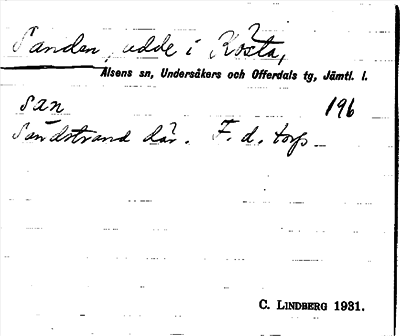 Sanden, udde i Kösta,
Alsens sn, Undersåkers och Offerdals tg, Jämtl. l.
san 196
Sandstrand där. F. d. torp
C. LINDBERG 1931.